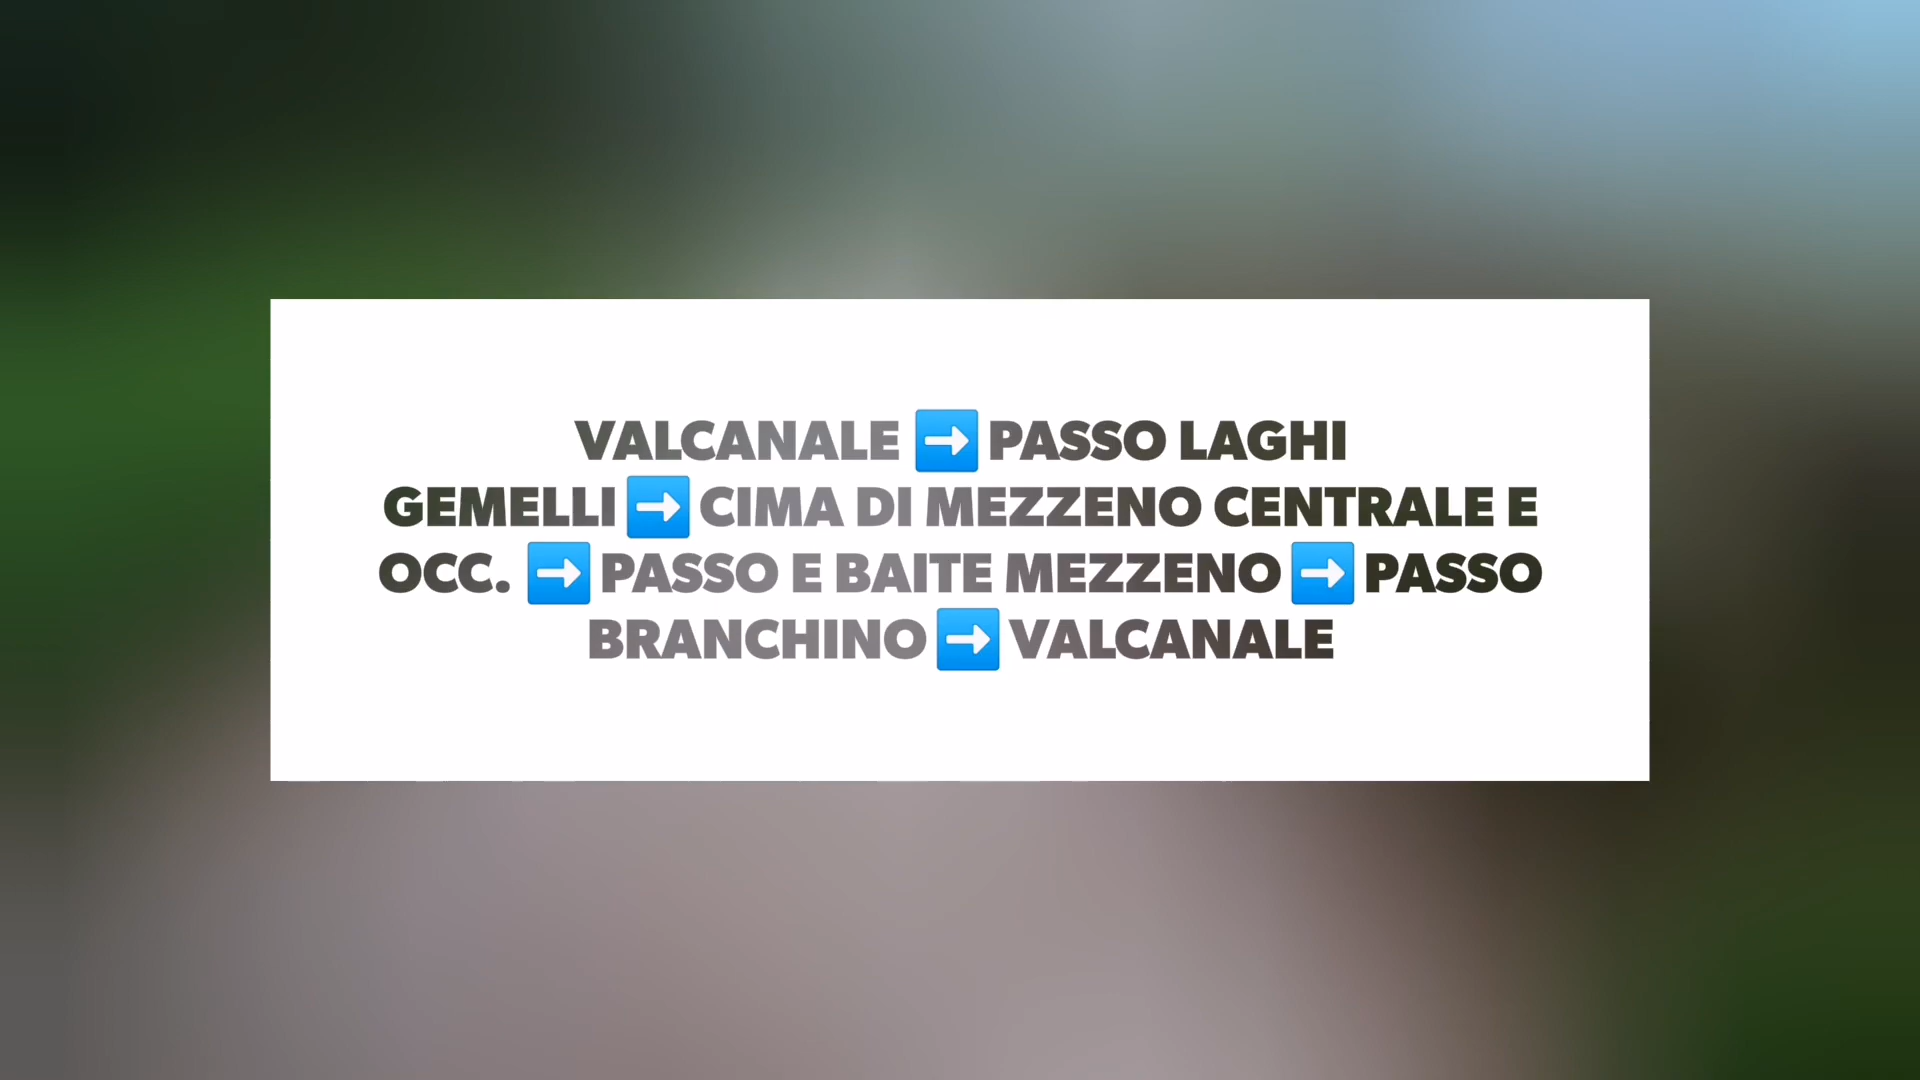 VALCANALE ➡️ PASSO LAGHI
GEMELLI ➡️ CIMA DI MEZZENO CENTRALE E
OCC. ➡️ PASSO E BAITE MEZZENO ➡️ PASSO
BRANCHINO ➡️ VALCANALE